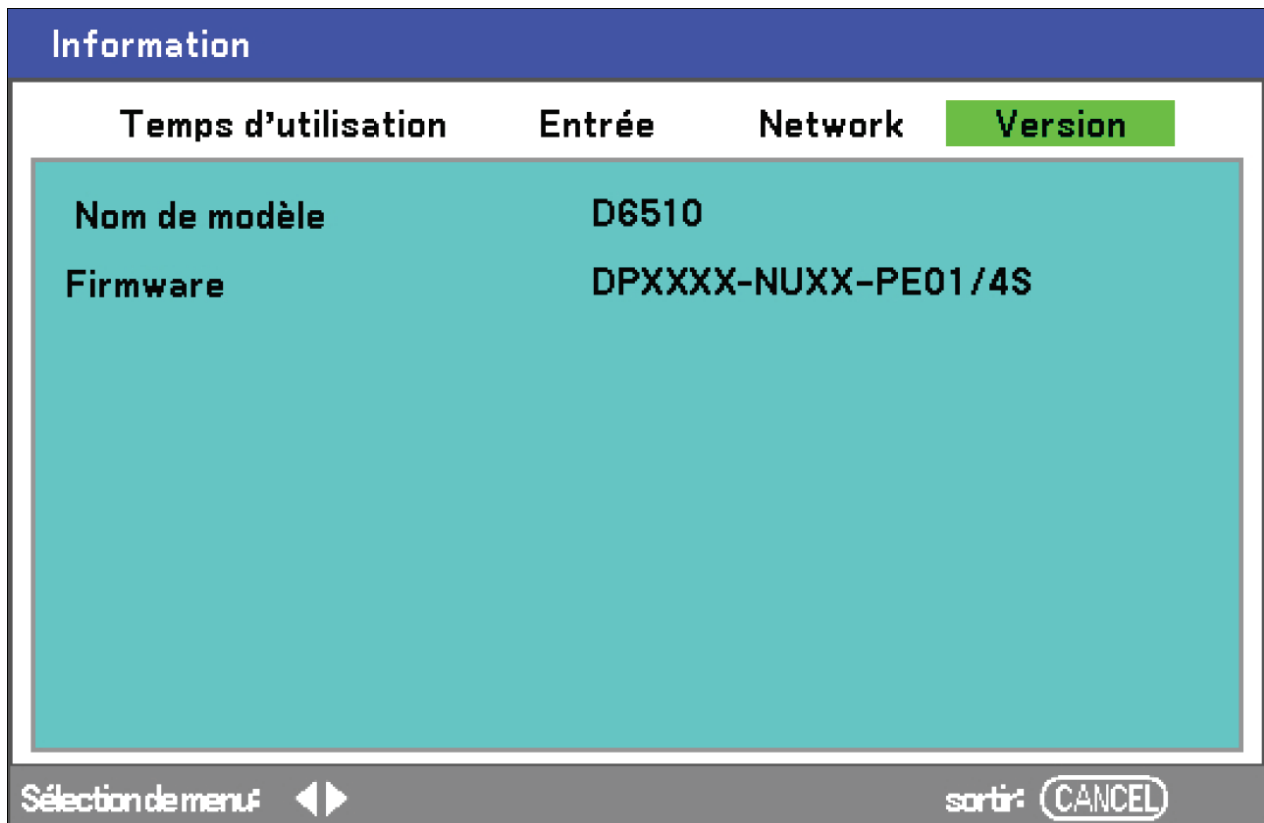 Information
Temps d'utilisation Entrée Network Version
Nom de modèle D6510
Firmware DPXXXX-NUXX-PE01/4S
Sélection de menu: sortir: CANCEL